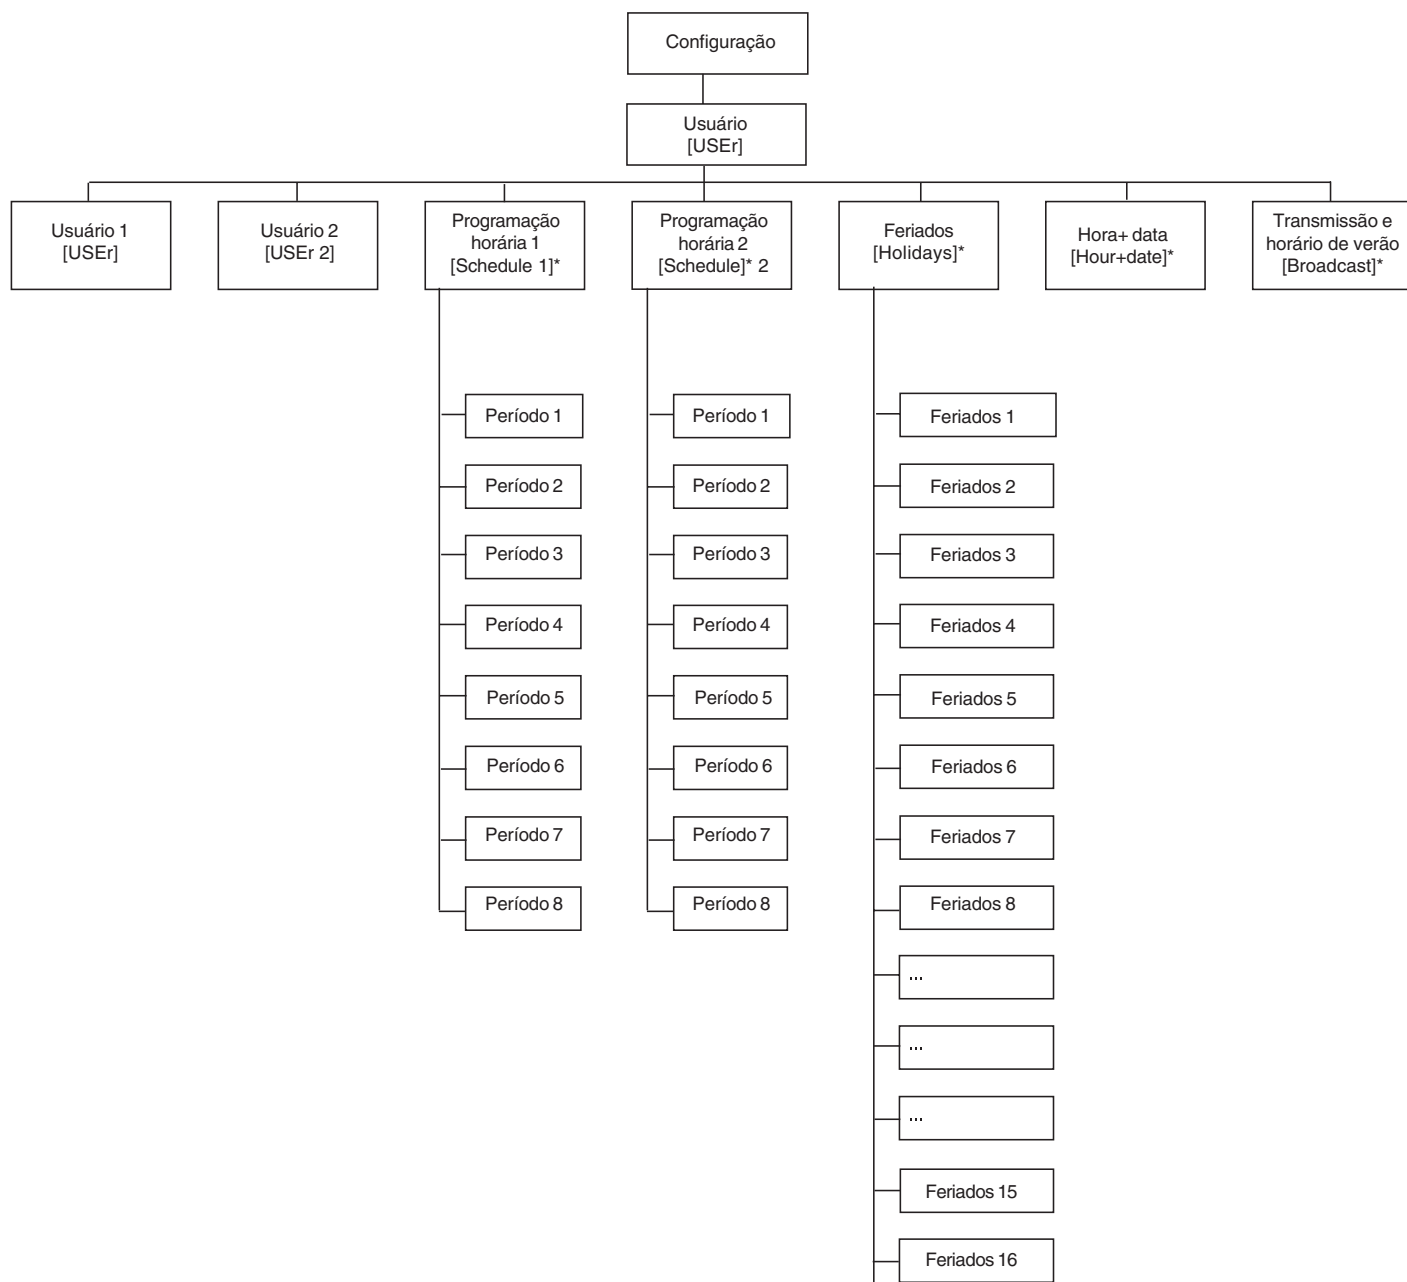 Configuração
Usuário
[USEr]
Usuário 1
[USEr]
Usuário 2
[USEr 2]
Programação
horária 1
[Schedule 1]*
Programação
horária 2
[Schedule]* 2
Feriados
[Holidays]*
Hora+ data
[Hour+date]*
Transmissão e
horário de verão
[Broadcast]*
Período 1
Período 2
Período 3
Período 4
Período 5
Período 6
Período 7
Período 8
Período 1
Período 2
Período 3
Período 4
Período 5
Período 6
Período 7
Período 8
Feriados 1
Feriados 2
Feriados 3
Feriados 4
Feriados 5
Feriados 6
Feriados 7
Feriados 8
...
...
...
Feriados 15
Feriados 16